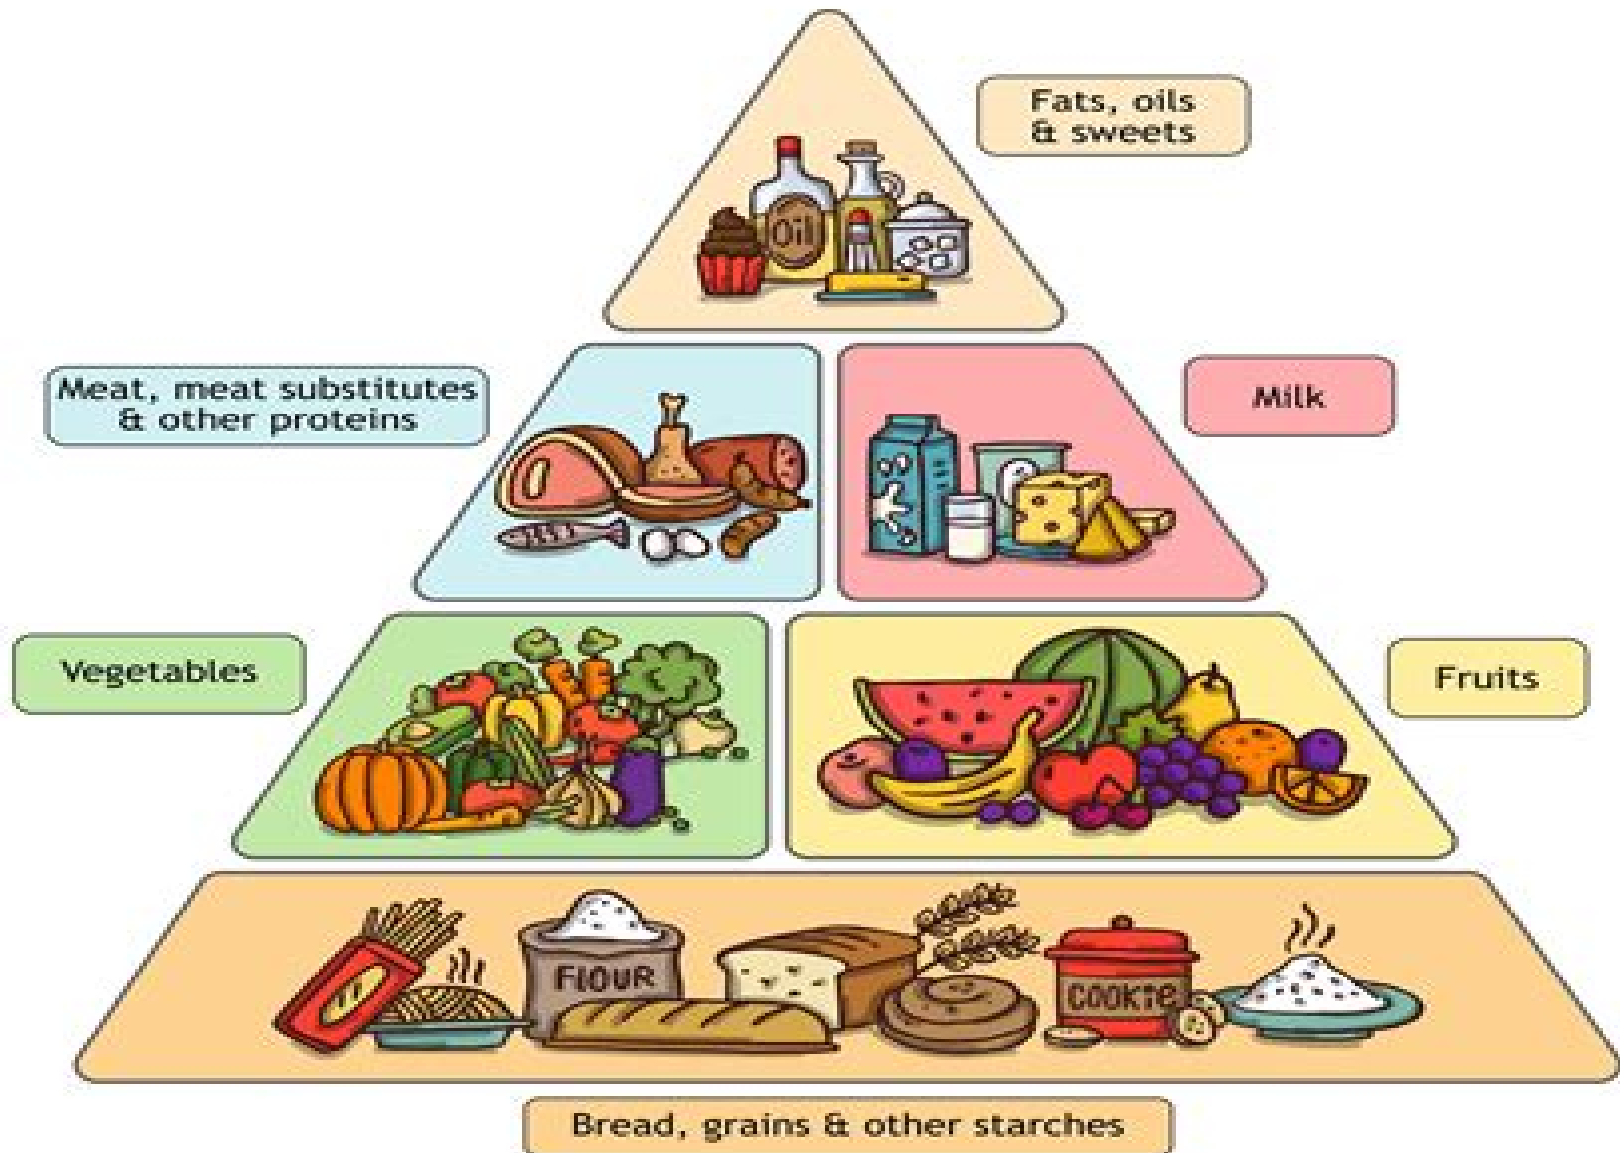 Fats, oils
& sweets
Oil
Meat, meat substitutes
& other proteins
Milk
Vegetables
Fruits
FlOUR
COOKiE
Bread, grains & other starches